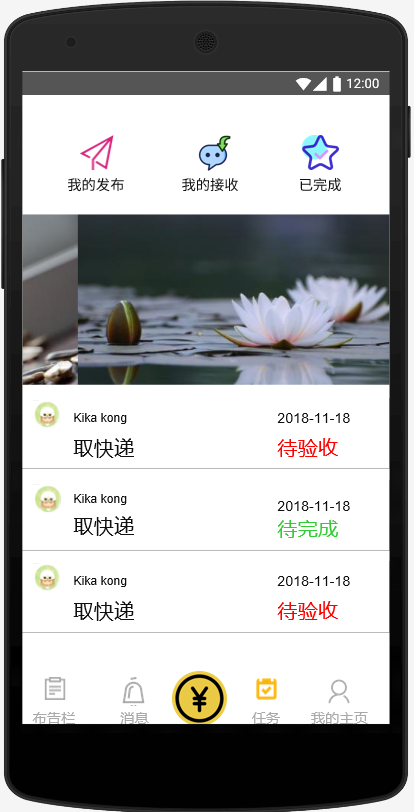 12:00
我的发布 我的接收 已完成
Kika kong 2018-11-18
取快递 待验收
Kika kong 2018-11-18
取快递 待完成
Kika kong 2018-11-18
取快递 待验收
¥
布告栏 消息 任务 我的主页